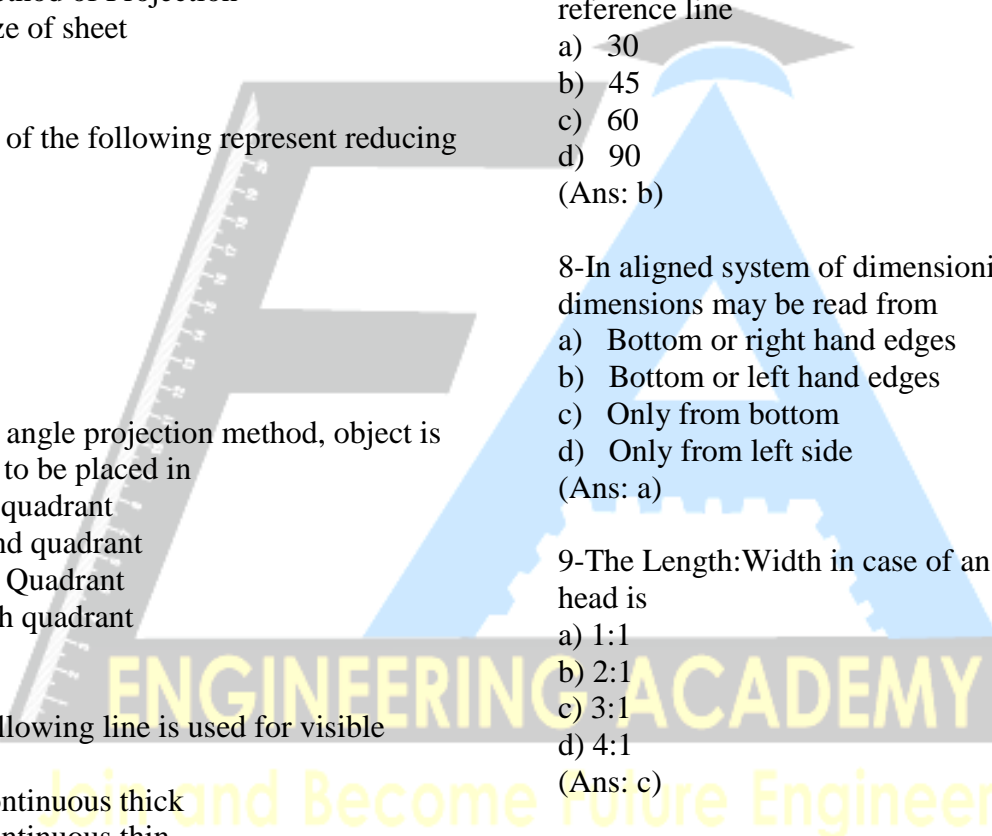 ethod of Projection
ze of sheet
of the following represent reducing
angle projection method, object is
to be placed in
quadrant
nd quadrant
Quadrant
h quadrant
llowing line is used for visible
ontinuous thick
ontinuous thin
reference line
a) 30
b) 45
c) 60
d) 90
(Ans: b)
8-In aligned system of dimensioni
dimensions may be read from
a) Bottom or right hand edges
b) Bottom or left hand edges
c) Only from bottom
d) Only from left side
(Ans: a)
9-The Length:Width in case of an
head is
a) 1:1
b) 2:1
c) 3:1
d) 4:1
(Ans: c)
ENGINEERING ACADEMY
Join and Become Future Engineer